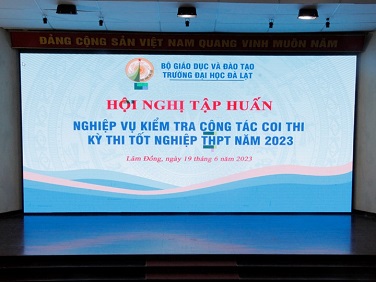 ĐẢNG CỘNG SẢN VIỆT NAM QUANG VINH MUÔN NĂM
BỘ GIÁO DỤC VÀ ĐÀO TẠO
TRƯỜNG ĐẠI HỌC ĐÀ LẠT
HỘI NGHỊ TẬP HUẤN
NGHIỆP VỤ KIỂM TRA CÔNG TÁC COI THI
KỲ THI TỐT NGHIỆP THPT NĂM 2023
Lâm Đồng, ngày 19 tháng 6 năm 2023